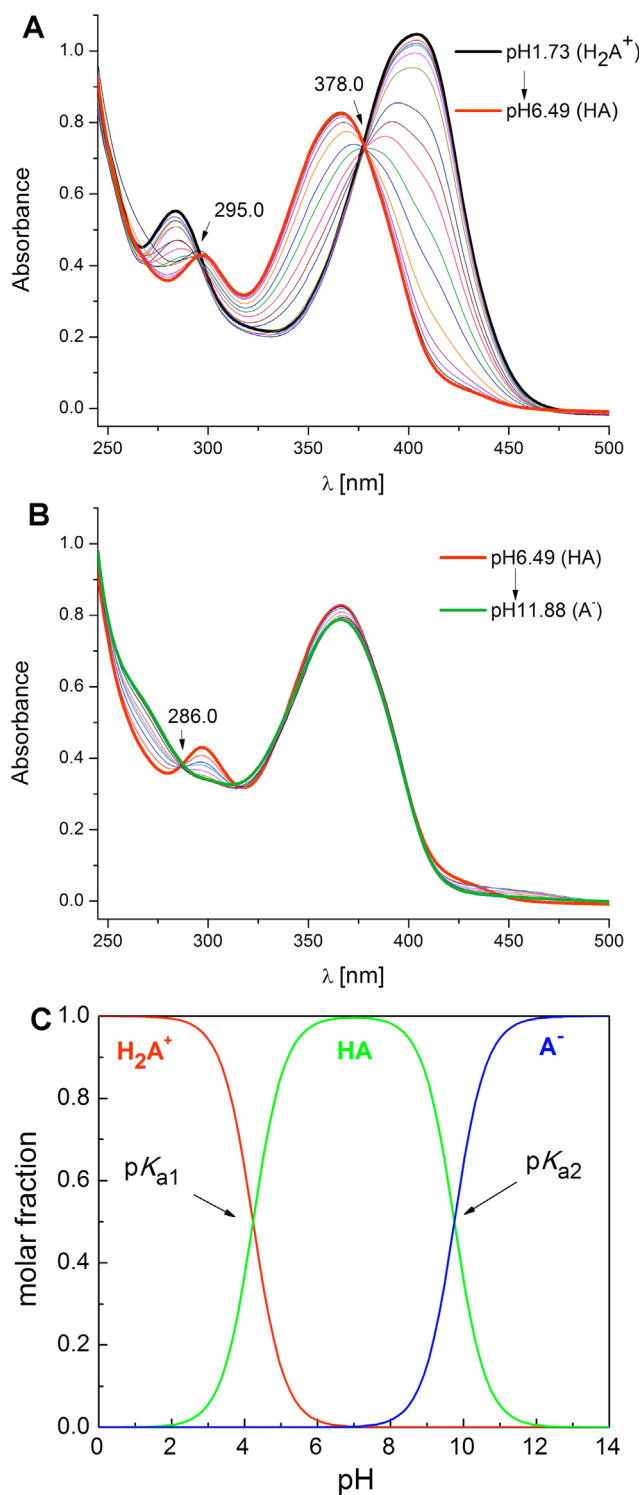 A
1.0
0.8
0.6
0.4
0.2
0.0
Absorbance
378.0
295.0
pH1.73 (H₂A⁺)
pH6.49 (HA)
250 300 350 400 450 500
λ [nm]
B
1.0
0.8
0.6
0.4
0.2
0.0
Absorbance
286.0
pH6.49 (HA)
pH11.88 (A⁻)
250 300 350 400 450 500
λ [nm]
C
1.0
0.8
0.6
0.4
0.2
0.0
molar fraction
H₂A⁺ HA A⁻
pKa1
pKa2
0 2 4 6 8 10 12 14
pH